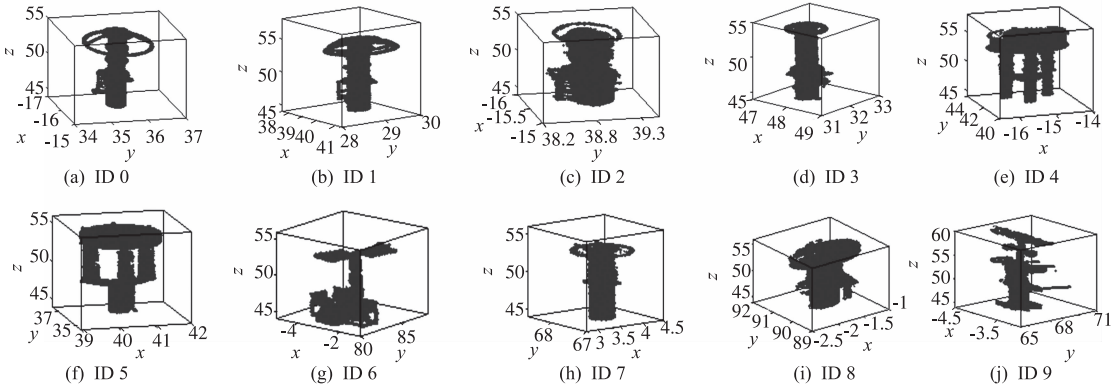 55
z
50
45
-17
-16
x
-15
34
35
y
36
37
(a) ID 0
55
z
50
45
38
39
40
x
41
28
29
y
30
(b) ID 1
55
z
50
45
-16
-15.5
x
-15
38.2
38.8
y
39.3
(c) ID 2
55
z
50
45
47
48
x
49
31
32
y
33
(d) ID 3
55
z
50
45
44
y
42
40
-16
-15
x
-14
(e) ID 4
55
z
50
45
37
y
35
39
40
x
41
42
(f) ID 5
55
z
50
45
-4
x
-2
80
y
85
(g) ID 6
55
z
50
45
68
y
67
3
3.5
x
4
4.5
(h) ID 7
55
z
50
45
92
91
y
90
89
-2.5
-2
x
-1.5
-1
(i) ID 8
60
z
55
50
45
-4.5
x
-3.5
65
68
y
71
(j) ID 9